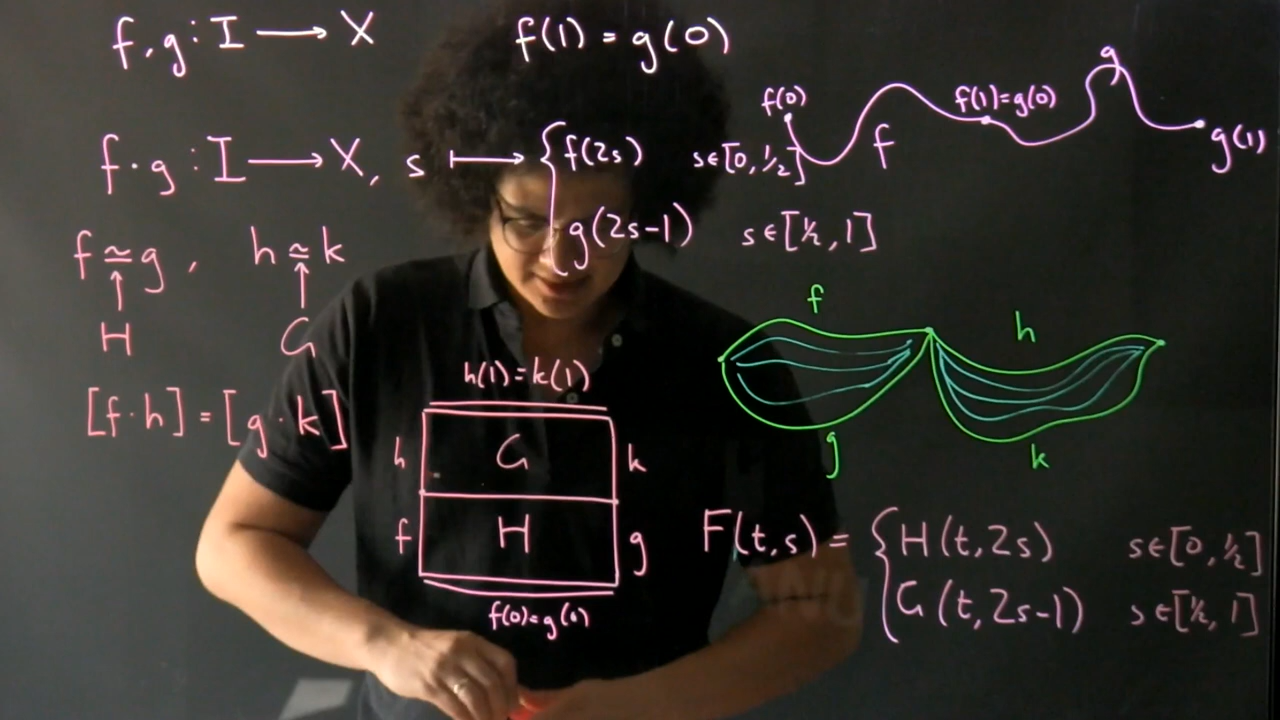 f, g : I ⟶ X
f(1) = g(0)
f · g : I ⟶ X, s ⟼ { f(2s) s∈[0, ½]
g(2s-1) s∈[½, 1]
f(0)
f
f(1)=g(0)
g
g(1)
f ≃ g , h ≃ k
↑ ↑
H G
[f · h] = [g · k]
h(1) = k(1)
h G k
f H g
f(0)=g(0)
f
h
g
k
F(t,s) = { H(t,2s) s∈[0, ½]
G(t,2s-1) s∈[½, 1]